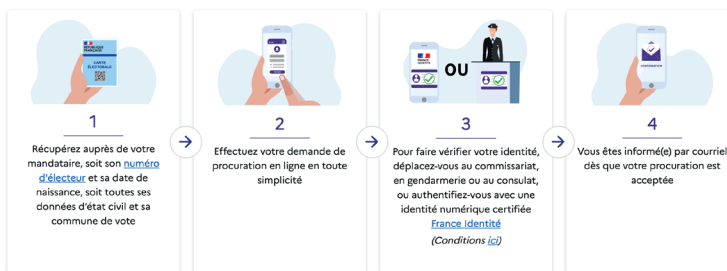 RÉPUBLIQUE
FRANÇAISE
CARTE
ÉLECTORALE
1
Récupérez auprès de votre
mandataire, soit son numéro
d'électeur et sa date de
naissance, soit toutes ses
données d'état civil et sa
commune de vote
2
Effectuez votre demande de
procuration en ligne en toute
simplicité
FRANCE
IDENTITÉ
OU
3
Pour faire vérifier votre identité,
déplacez-vous au commissariat,
en gendarmerie ou au consulat,
ou authentifiez-vous avec une
identité numérique certifiée
France Identité
(Conditions ici)
CONFIRMATION
4
Vous êtes informé(e) par courriel
dès que votre procuration est
acceptée